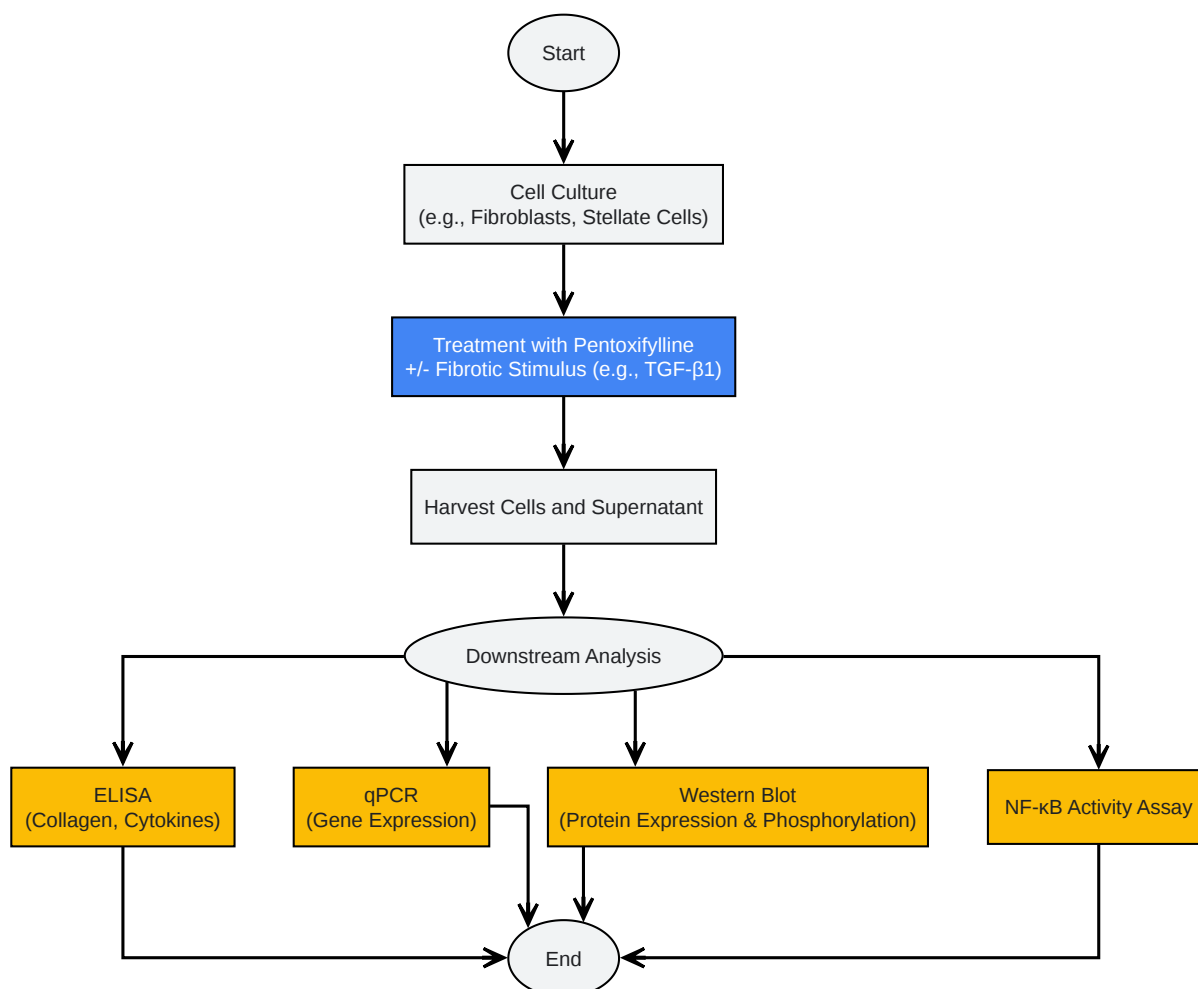 Start
Cell Culture
(e.g., Fibroblasts, Stellate Cells)
Treatment with Pentoxifylline
+/- Fibrotic Stimulus (e.g., TGF-β1)
Harvest Cells and Supernatant
Downstream Analysis
ELISA
(Collagen, Cytokines)
qPCR
(Gene Expression)
Western Blot
(Protein Expression & Phosphorylation)
NF-κB Activity Assay
End